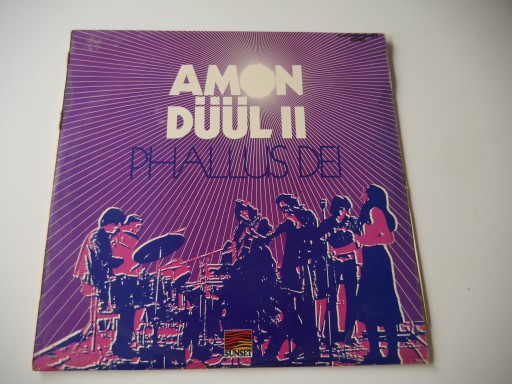 AMON
DÜÜL II
PHALLUS DEI
SUNSET